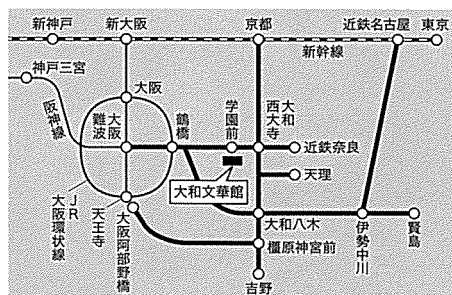 新神戸
新大阪
京都
近鉄名古屋
東京
新幹線
神戸三宮
阪神線
大阪
大阪
難波
鶴橋
学園前
大和
西大寺
近鉄奈良
天理
大和文華館
JR
大阪環状線
天王寺
大阪阿部野橋
大和八木
橿原神宮前
吉野
伊勢中川
賢島